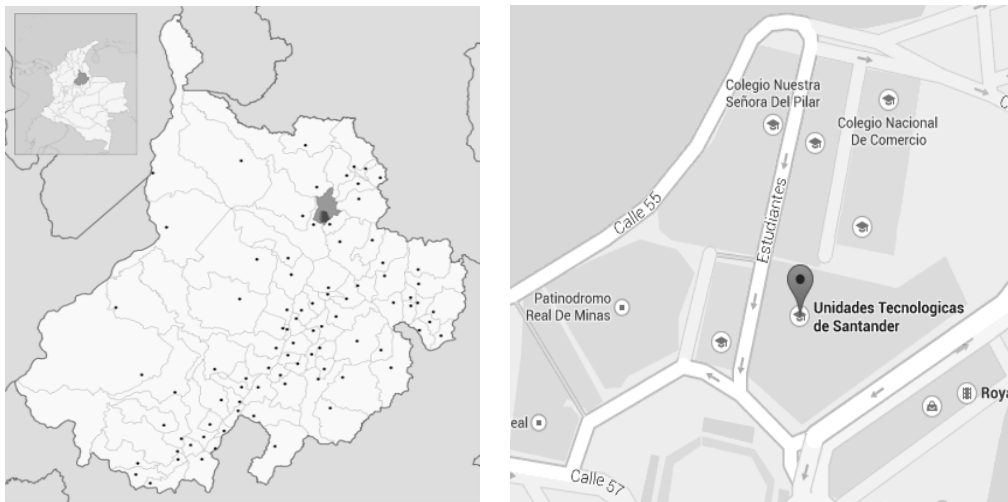 Colegio Nuestra
Señora Del Pilar
Colegio Nacional
De Comercio
Calle 55
Estudiantes
Patinodromo
Real De Minas
Unidades Tecnologicas
de Santander
Roya
eal
Calle 57
C